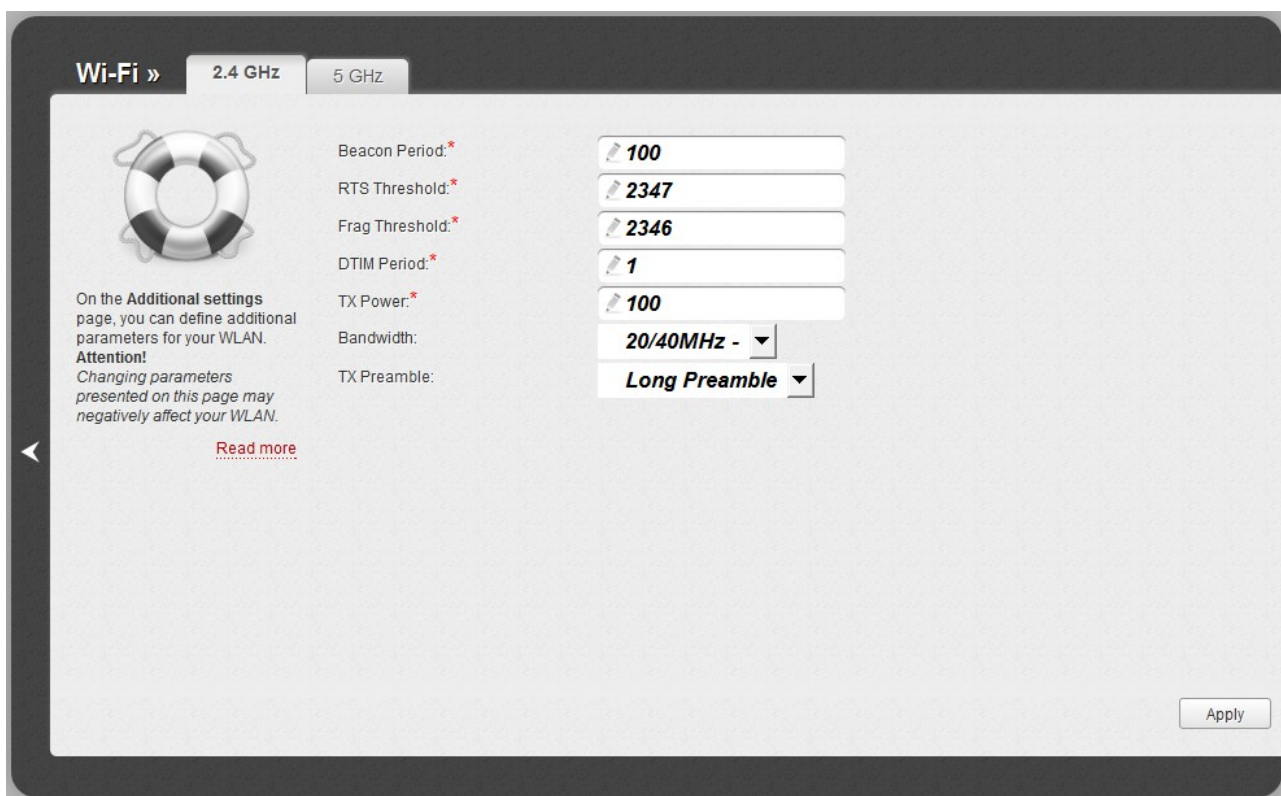 Wi-Fi »
2.4 GHz
5 GHz
On the Additional settings
page, you can define additional
parameters for your WLAN.
Attention!
Changing parameters
presented on this page may
negatively affect your WLAN.
Read more
Beacon Period:* 100
RTS Threshold:* 2347
Frag Threshold:* 2346
DTIM Period:* 1
TX Power:* 100
Bandwidth: 20/40MHz -
TX Preamble: Long Preamble
Apply